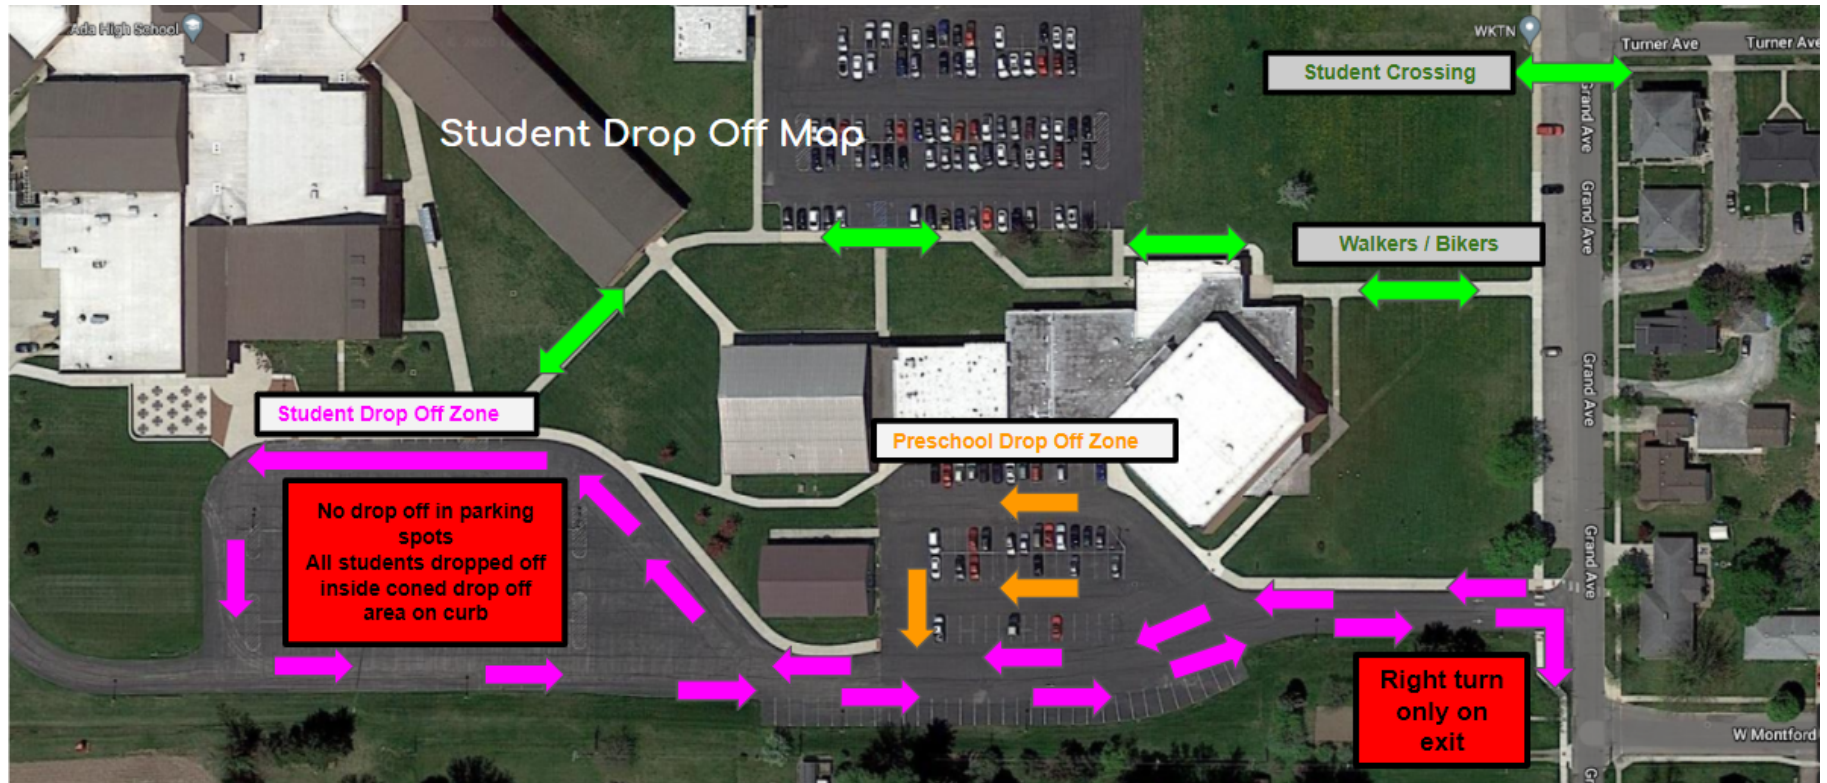 Ada High School
WKTN
Turner Ave
Turner Ave
Student Crossing
Grand Ave
Student Drop Off Map
Grand Ave
Walkers / Bikers
Grand Ave
Student Drop Off Zone
Preschool Drop Off Zone
No drop off in parking
spots
All students dropped off
inside coned drop off
area on curb
Grand Ave
Right turn
only on
exit
W Montford